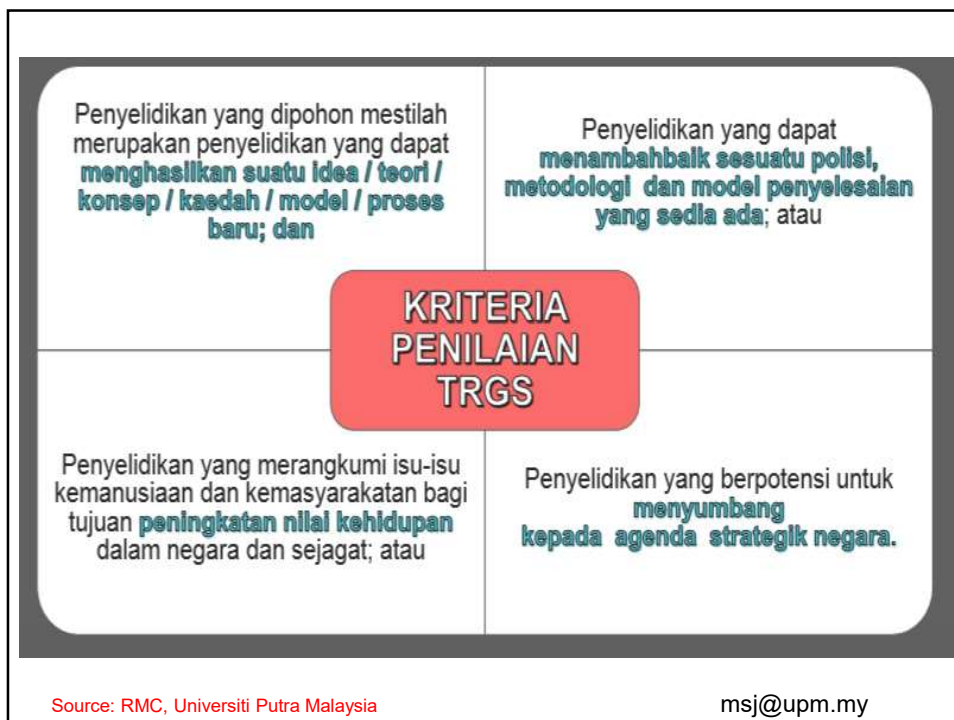 Penyelidikan yang dipohon mestilah
merupakan penyelidikan yang dapat
menghasilkan suatu idea / teori /
konsep / kaedah / model / proses
baru; dan
Penyelidikan yang dapat
menambahbaik sesuatu polisi,
metodologi dan model penyelesaian
yang sedia ada; atau
KRITERIA
PENILAIAN
TRGS
Penyelidikan yang merangkumi isu-isu
kemanusiaan dan kemasyarakatan bagi
tujuan peningkatan nilai kehidupan
dalam negara dan sejagat; atau
Penyelidikan yang berpotensi untuk
menyumbang
kepada agenda strategik negara.
Source: RMC, Universiti Putra Malaysia
msj@upm.my